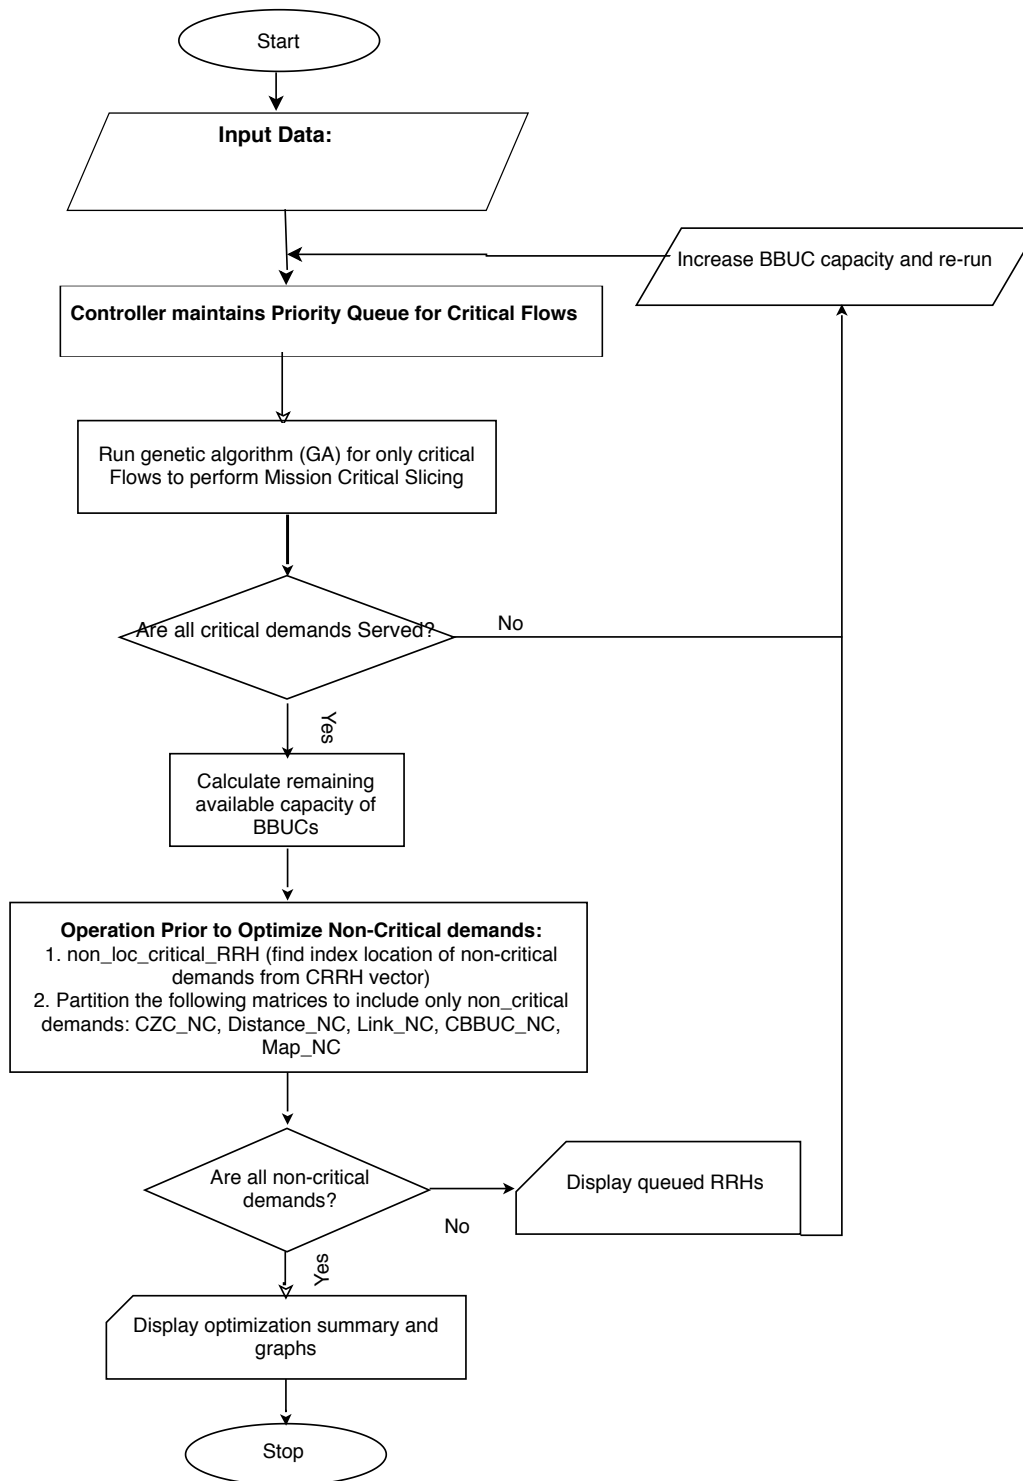 Start
Input Data:
Increase BBUC capacity and re-run
Controller maintains Priority Queue for Critical Flows
Run genetic algorithm (GA) for only critical
Flows to perform Mission Critical Slicing
Are all critical demands Served?
No
Yes
Calculate remaining
available capacity of
BBUCs
Operation Prior to Optimize Non-Critical demands:
1. non_loc_critical_RRH (find index location of non-critical
demands from CRRH vector)
2. Partition the following matrices to include only non_critical
demands: CZC_NC, Distance_NC, Link_NC, CBBUC_NC,
Map_NC
Are all non-critical
demands?
No
Display queued RRHs
Yes
Display optimization summary and
graphs
Stop